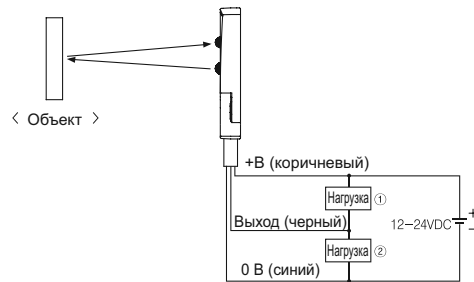 〈 Объект 〉
+В (коричневый)
Нагрузка ①
Выход (черный)
12−24VDC
+
−
Нагрузка ②
0 В (синий)